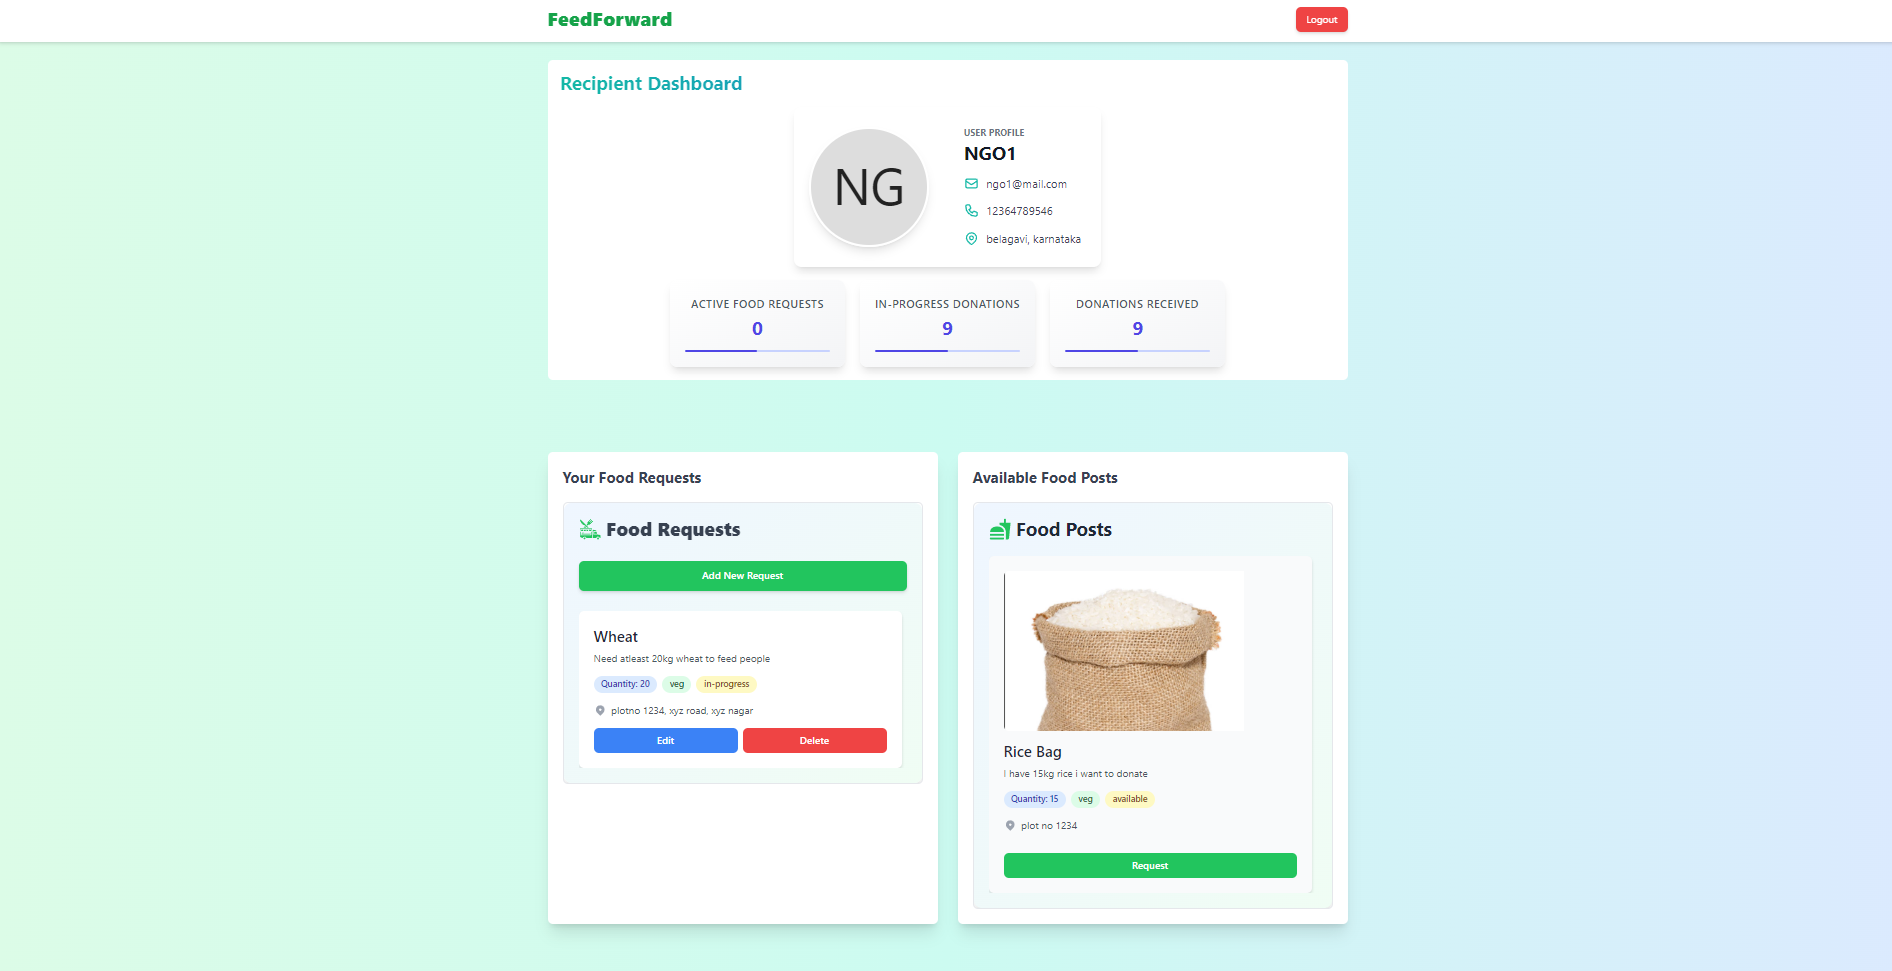 FeedForward
Logout
Recipient Dashboard
NG
USER PROFILE
NGO1
ngo1@mail.com
12364789546
belagavi, karnataka
ACTIVE FOOD REQUESTS
0
IN-PROGRESS DONATIONS
9
DONATIONS RECEIVED
9
Your Food Requests
Food Requests
Add New Request
Wheat
Need atleast 20kg wheat to feed people
Quantity: 20 veg in-progress
plotno 1234, xyz road, xyz nagar
Edit Delete
Available Food Posts
Food Posts
Rice Bag
I have 15kg rice i want to donate
Quantity: 15 veg available
plot no 1234
Request